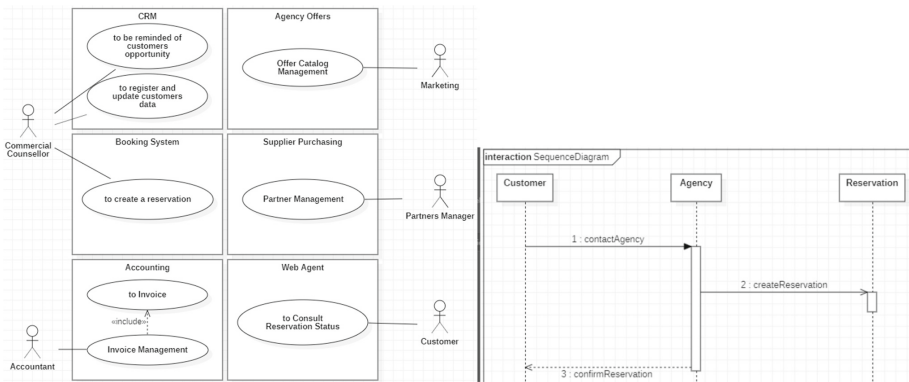 CRM
to be reminded of
customers
opportunity
to register and
update customers
data
Agency Offers
Offer Catalog
Management
Marketing
Commercial
Counsellor
Booking System
to create a reservation
Supplier Purchasing
Partner Management
Partners Manager
Accounting
to Invoice
«include»
Invoice Management
Accountant
Web Agent
to Consult
Reservation Status
Customer
interaction SequenceDiagram
Customer
Agency
Reservation
1 : contactAgency
2 : createReservation
3 : confirmReservation